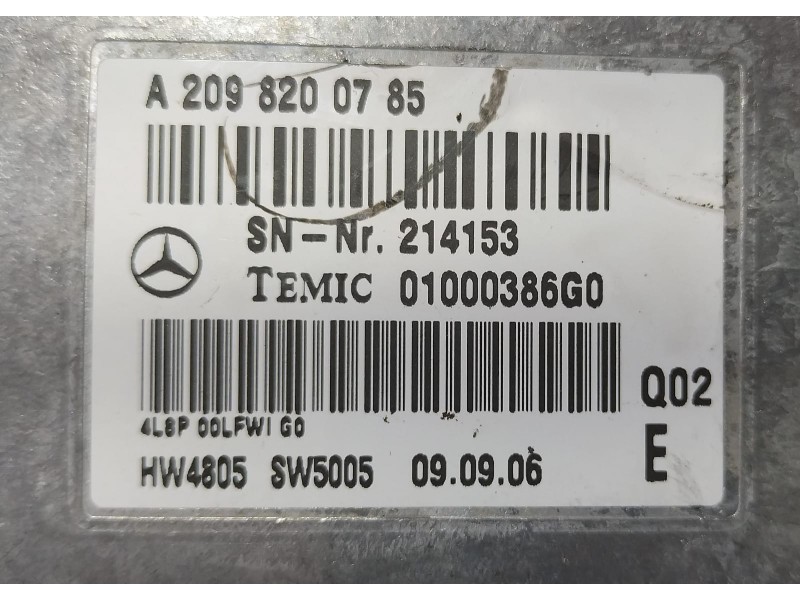 A 209 820 07 85
SN-Nr. 214153
TEMIC 01000386G0
Q02
4L8P 00LFWI G0
HW4805 SW5005 09.09.06
E